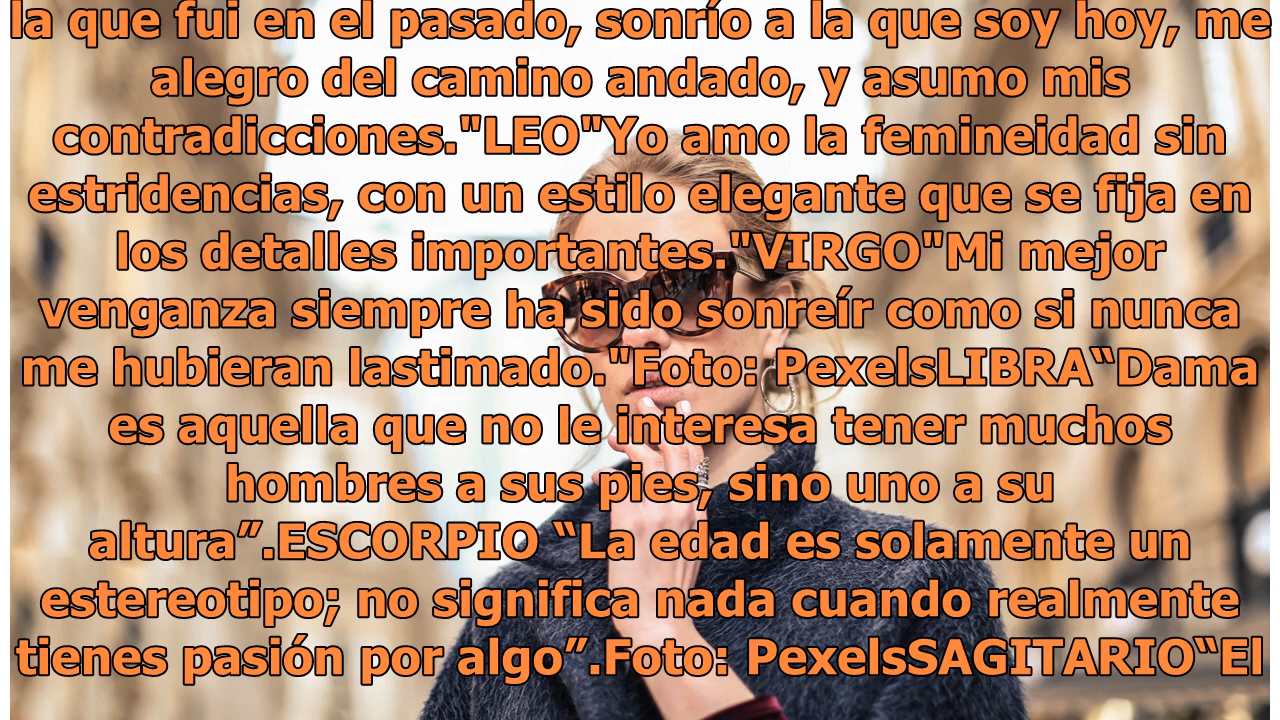 la que fui en el pasado, sonrío a la que soy hoy, me
alegro del camino andado, y asumo mis
contradicciones."LEO"Yo amo la femineidad sin
estridencias, con un estilo elegante que se fija en
los detalles importantes."VIRGO"Mi mejor
venganza siempre ha sido sonreír como si nunca
me hubieran lastimado."Foto: PexelsLIBRA“Dama
es aquella que no le interesa tener muchos
hombres a sus pies, sino uno a su
altura”.ESCORPIO “La edad es solamente un
estereotipo; no significa nada cuando realmente
tienes pasión por algo”.Foto: PexelsSAGITARIO“El